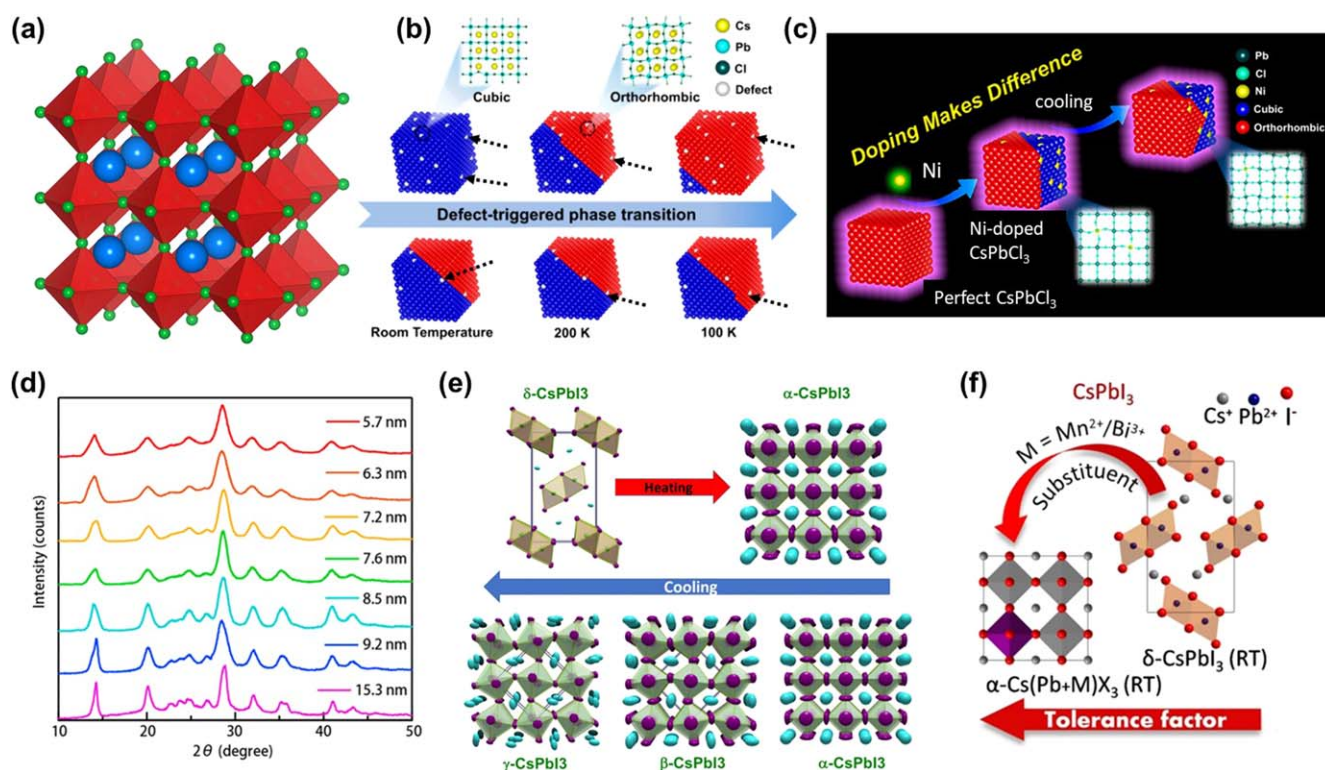 (a)
(b)
Cs
Pb
Cl
Defect
Cubic
Orthorhombic
Defect-triggered phase transition
Room Temperature
200 K
100 K
(c)
Doping Makes Difference
cooling
Pb
Cl
Ni
Cubic
Orthorhombic
Ni
Ni-doped
CsPbCl₃
Perfect CsPbCl₃
(d)
Intensity (counts)
5.7 nm
6.3 nm
7.2 nm
7.6 nm
8.5 nm
9.2 nm
15.3 nm
10
20
30
40
50
2θ (degree)
(e)
δ-CsPbI3
α-CsPbI3
Heating
Cooling
γ-CsPbI3
β-CsPbI3
α-CsPbI3
(f)
CsPbI₃
Cs⁺ Pb²⁺ I⁻
M = Mn²⁺/Bi³⁺
Substituent
δ-CsPbI₃ (RT)
α-Cs(Pb+M)X₃ (RT)
Tolerance factor